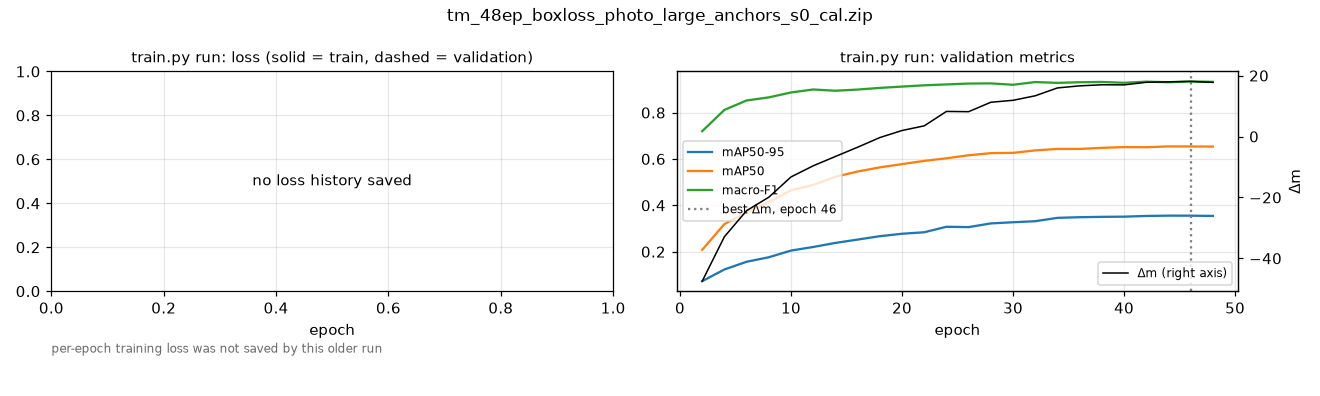 tm_48ep_boxloss_photo_large_anchors_s0_cal.zip
train.py run: loss (solid = train, dashed = validation)
1.0
0.8
0.6
0.4
0.2
0.0
no loss history saved
0.0 0.2 0.4 0.6 0.8 1.0
epoch
per-epoch training loss was not saved by this older run
train.py run: validation metrics
0.8
0.6
0.4
0.2
mAP50-95
mAP50
macro-F1
best Δm, epoch 46
Δm (right axis)
20
0
−20
−40
Δm
0 10 20 30 40 50
epoch